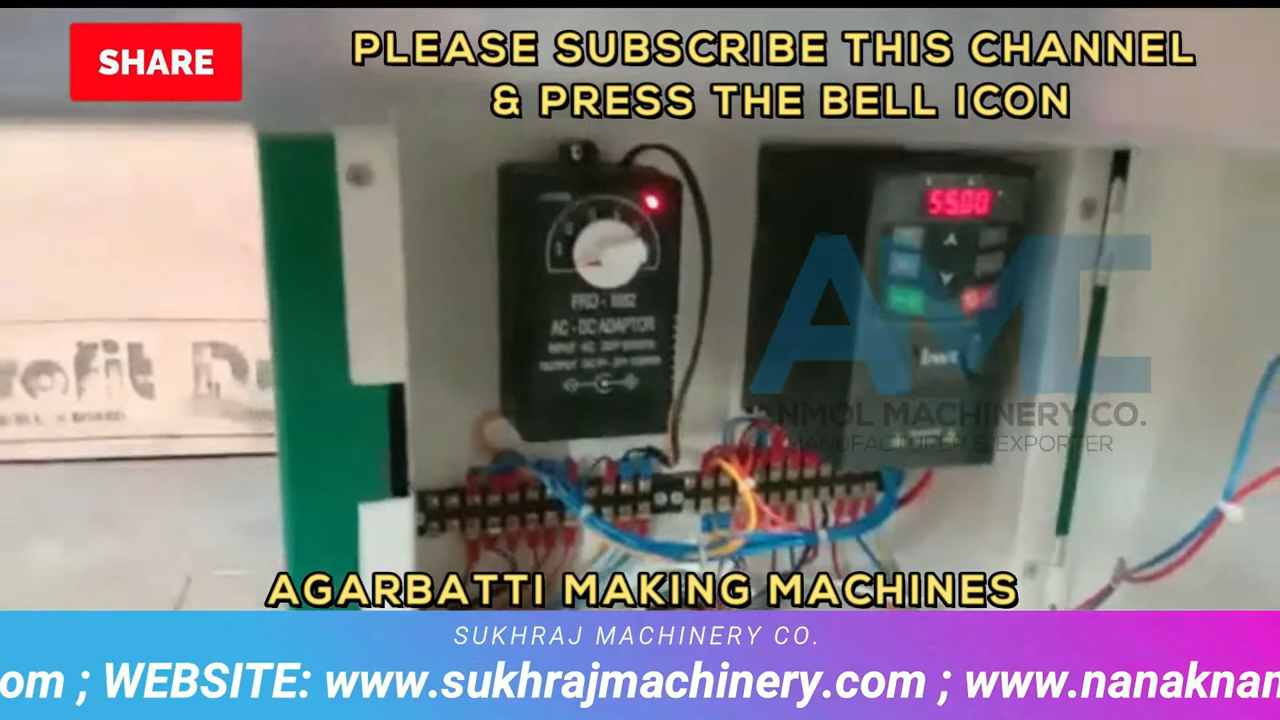 SHARE
PLEASE SUBSCRIBE THIS CHANNEL
& PRESS THE BELL ICON
55.00
AC - DC ADAPTOR
AMC
ANMOL MACHINERY CO.
MANUFACTURER & EXPORTER
AGARBATTI MAKING MACHINES
SUKHRAJ MACHINERY CO.
om ; WEBSITE: www.sukhrajmachinery.com ; www.nanaknan